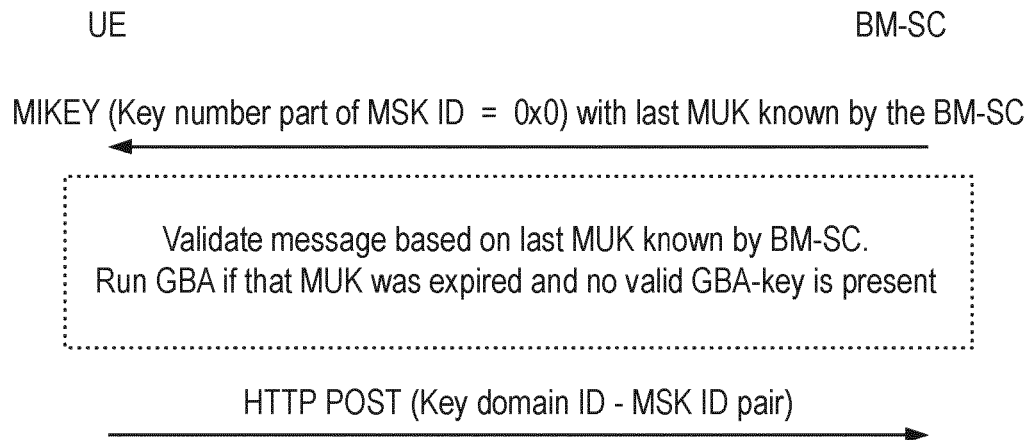 UE
BM-SC
MIKEY (Key number part of MSK ID = 0x0) with last MUK known by the BM-SC
Validate message based on last MUK known by BM-SC.
Run GBA if that MUK was expired and no valid GBA-key is present
HTTP POST (Key domain ID - MSK ID pair)